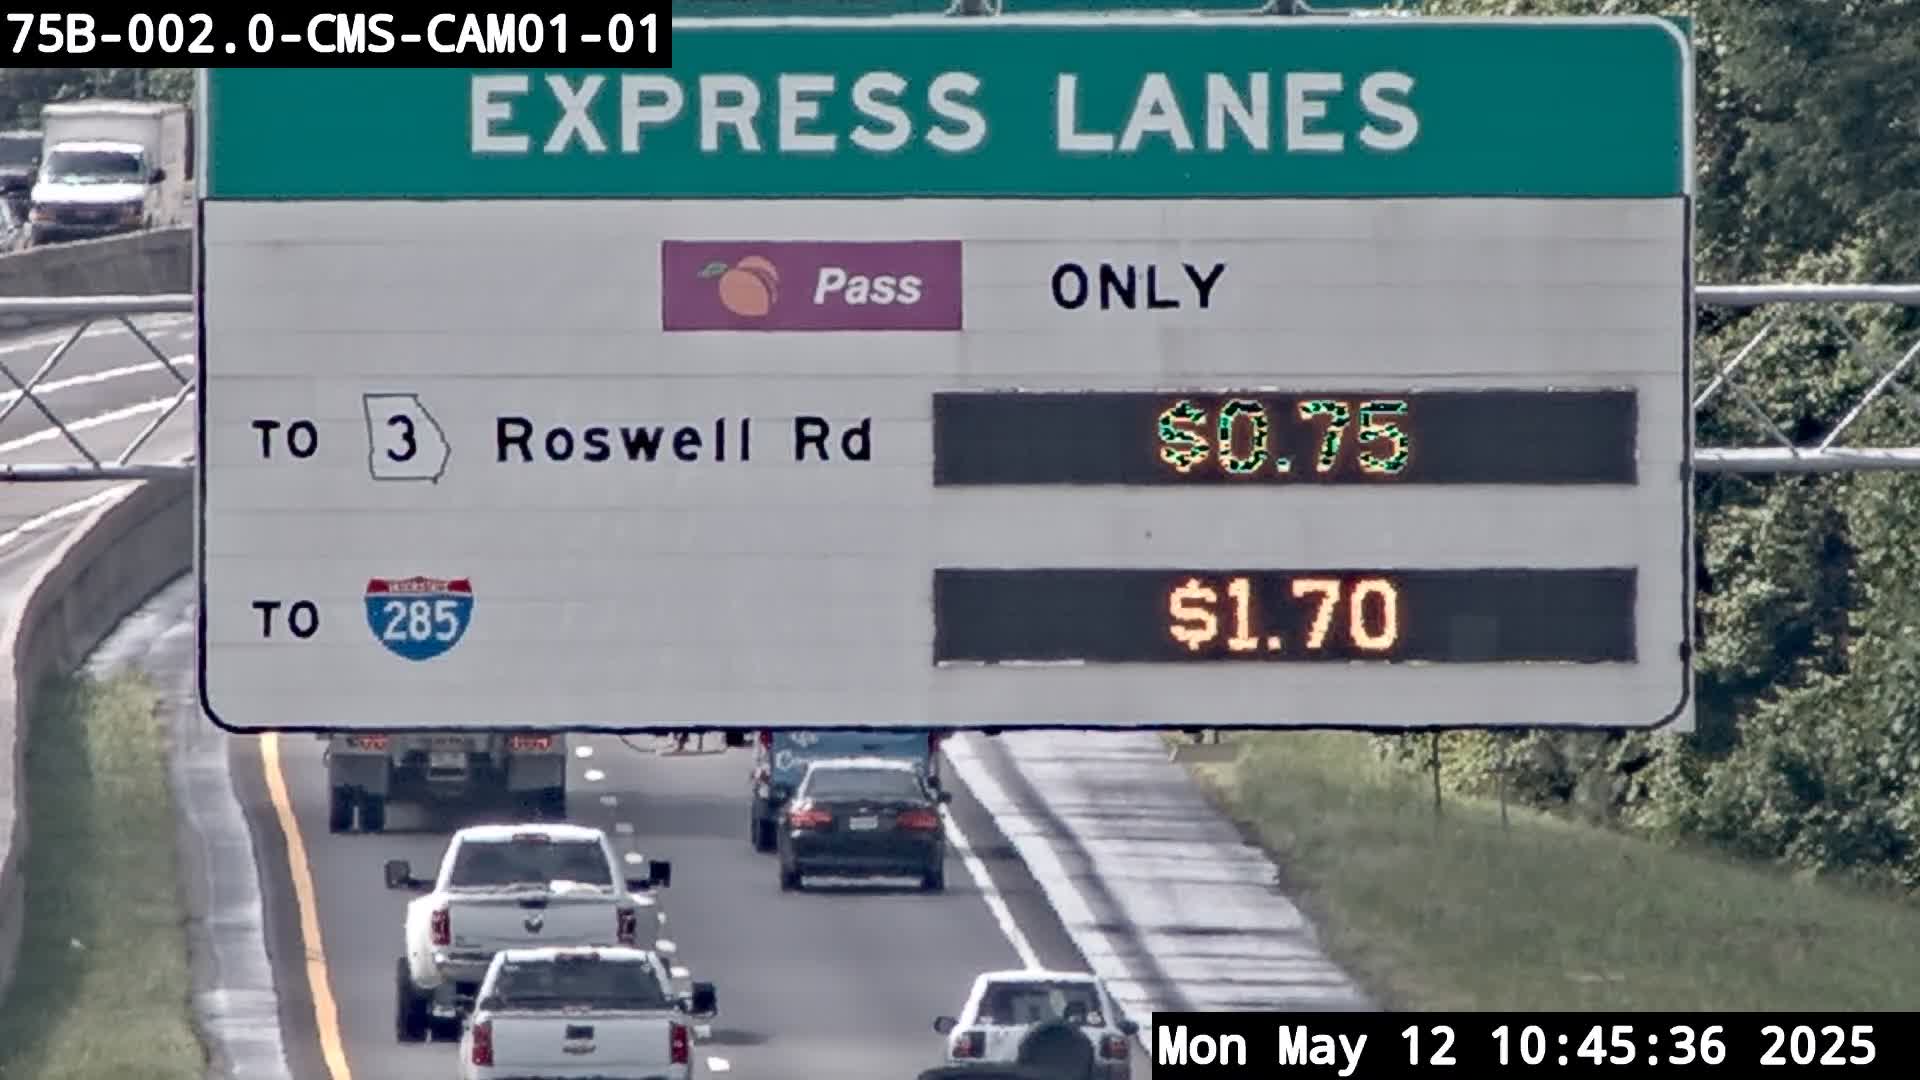 75B-002.0-CMS-CAM01-01
EXPRESS LANES
Pass ONLY
TO 3 Roswell Rd $0.75
TO INTERSTATE 285 $1.70
Mon May 12 10:45:36 2025